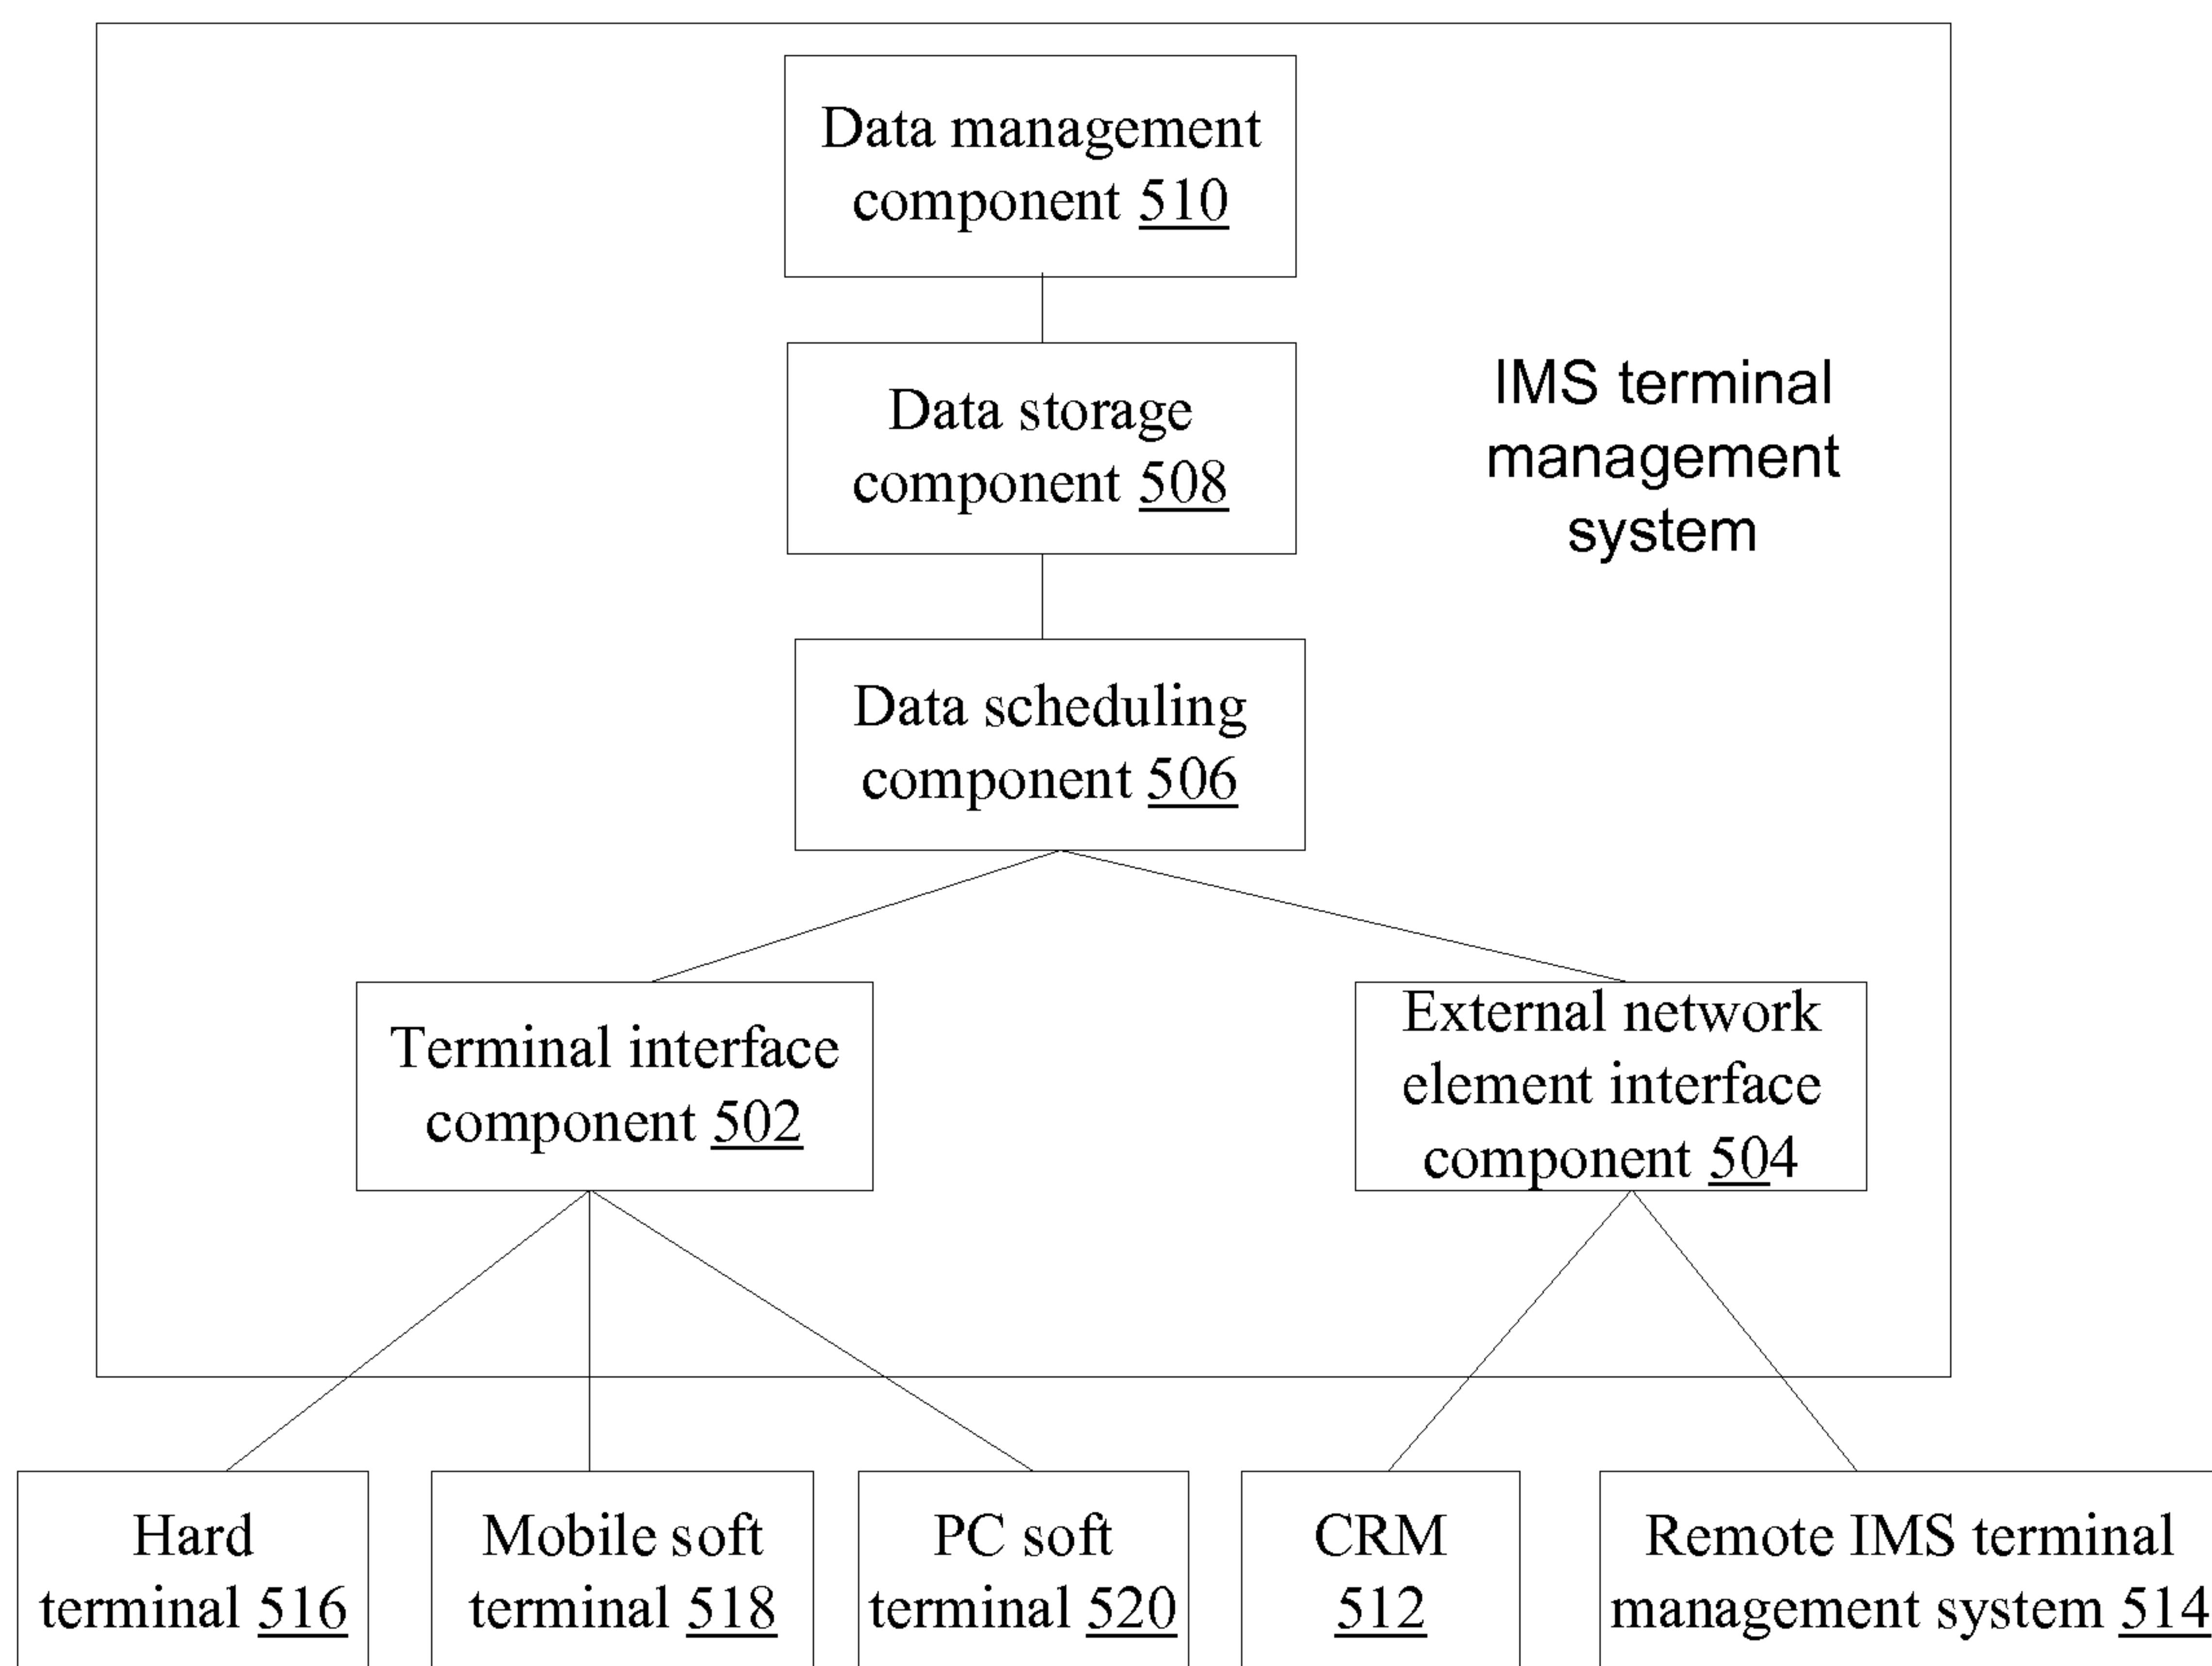 Data management
component 510
Data storage
component 508
IMS terminal
management
system
Data scheduling
component 506
Terminal interface
component 502
External network
element interface
component 504
Hard
terminal 516
Mobile soft
terminal 518
PC soft
terminal 520
CRM
512
Remote IMS terminal
management system 514